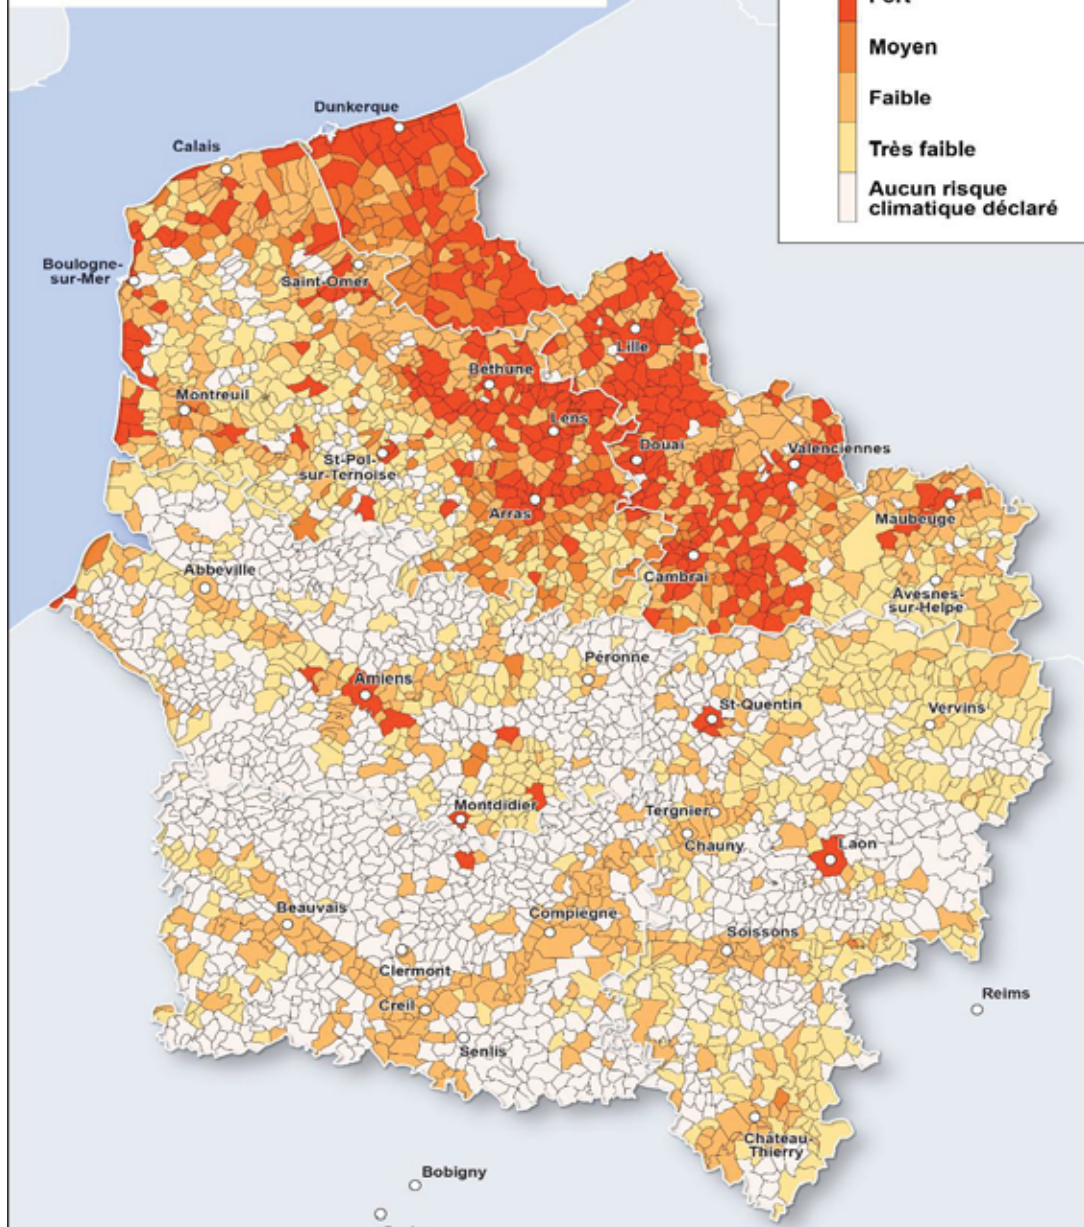 Fort
Moyen
Faible
Très faible
Aucun risque
climatique déclaré
Dunkerque
Calais
Boulogne-
sur-Mer
Saint-Omer
Lille
Béthune
Montreuil
Lens
Douai
Valenciennes
St-Pol-
sur-Ternoise
Arras
Maubeuge
Cambrai
Abbeville
Avesnes-
sur-Helpe
Péronne
Amiens
St-Quentin
Vervins
Montdidier
Tergnier
Chauny
Laon
Beauvais
Compiègne
Soissons
Clermont
Creil
Reims
Senlis
Château-
Thierry
Bobigny